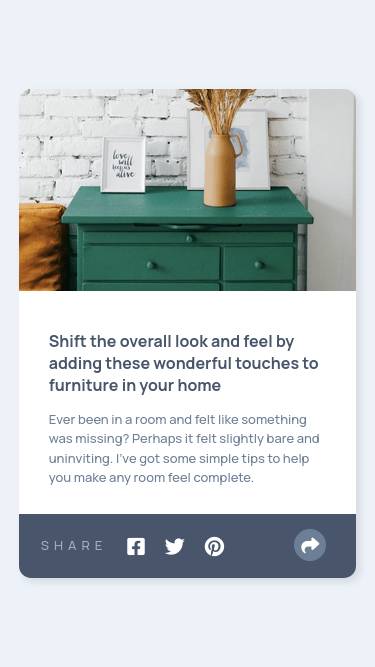 love
will
keep us
alive
Shift the overall look and feel by
adding these wonderful touches to
furniture in your home
Ever been in a room and felt like something
was missing? Perhaps it felt slightly bare and
uninviting. I've got some simple tips to help
you make any room feel complete.
SHARE